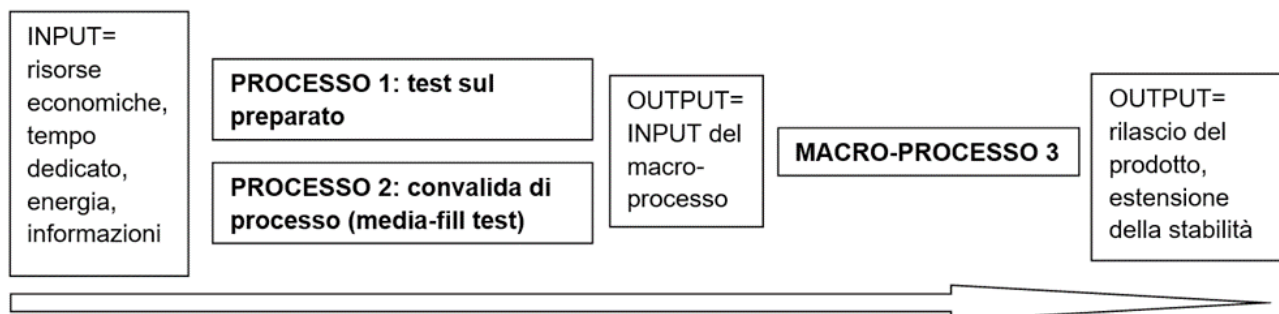 INPUT=
risorse
economiche,
tempo
dedicato,
energia,
informazioni
PROCESSO 1: test sul
preparato
PROCESSO 2: convalida di
processo (media-fill test)
OUTPUT=
INPUT del
macro-
processo
MACRO-PROCESSO 3
OUTPUT=
rilascio del
prodotto,
estensione
della stabilità